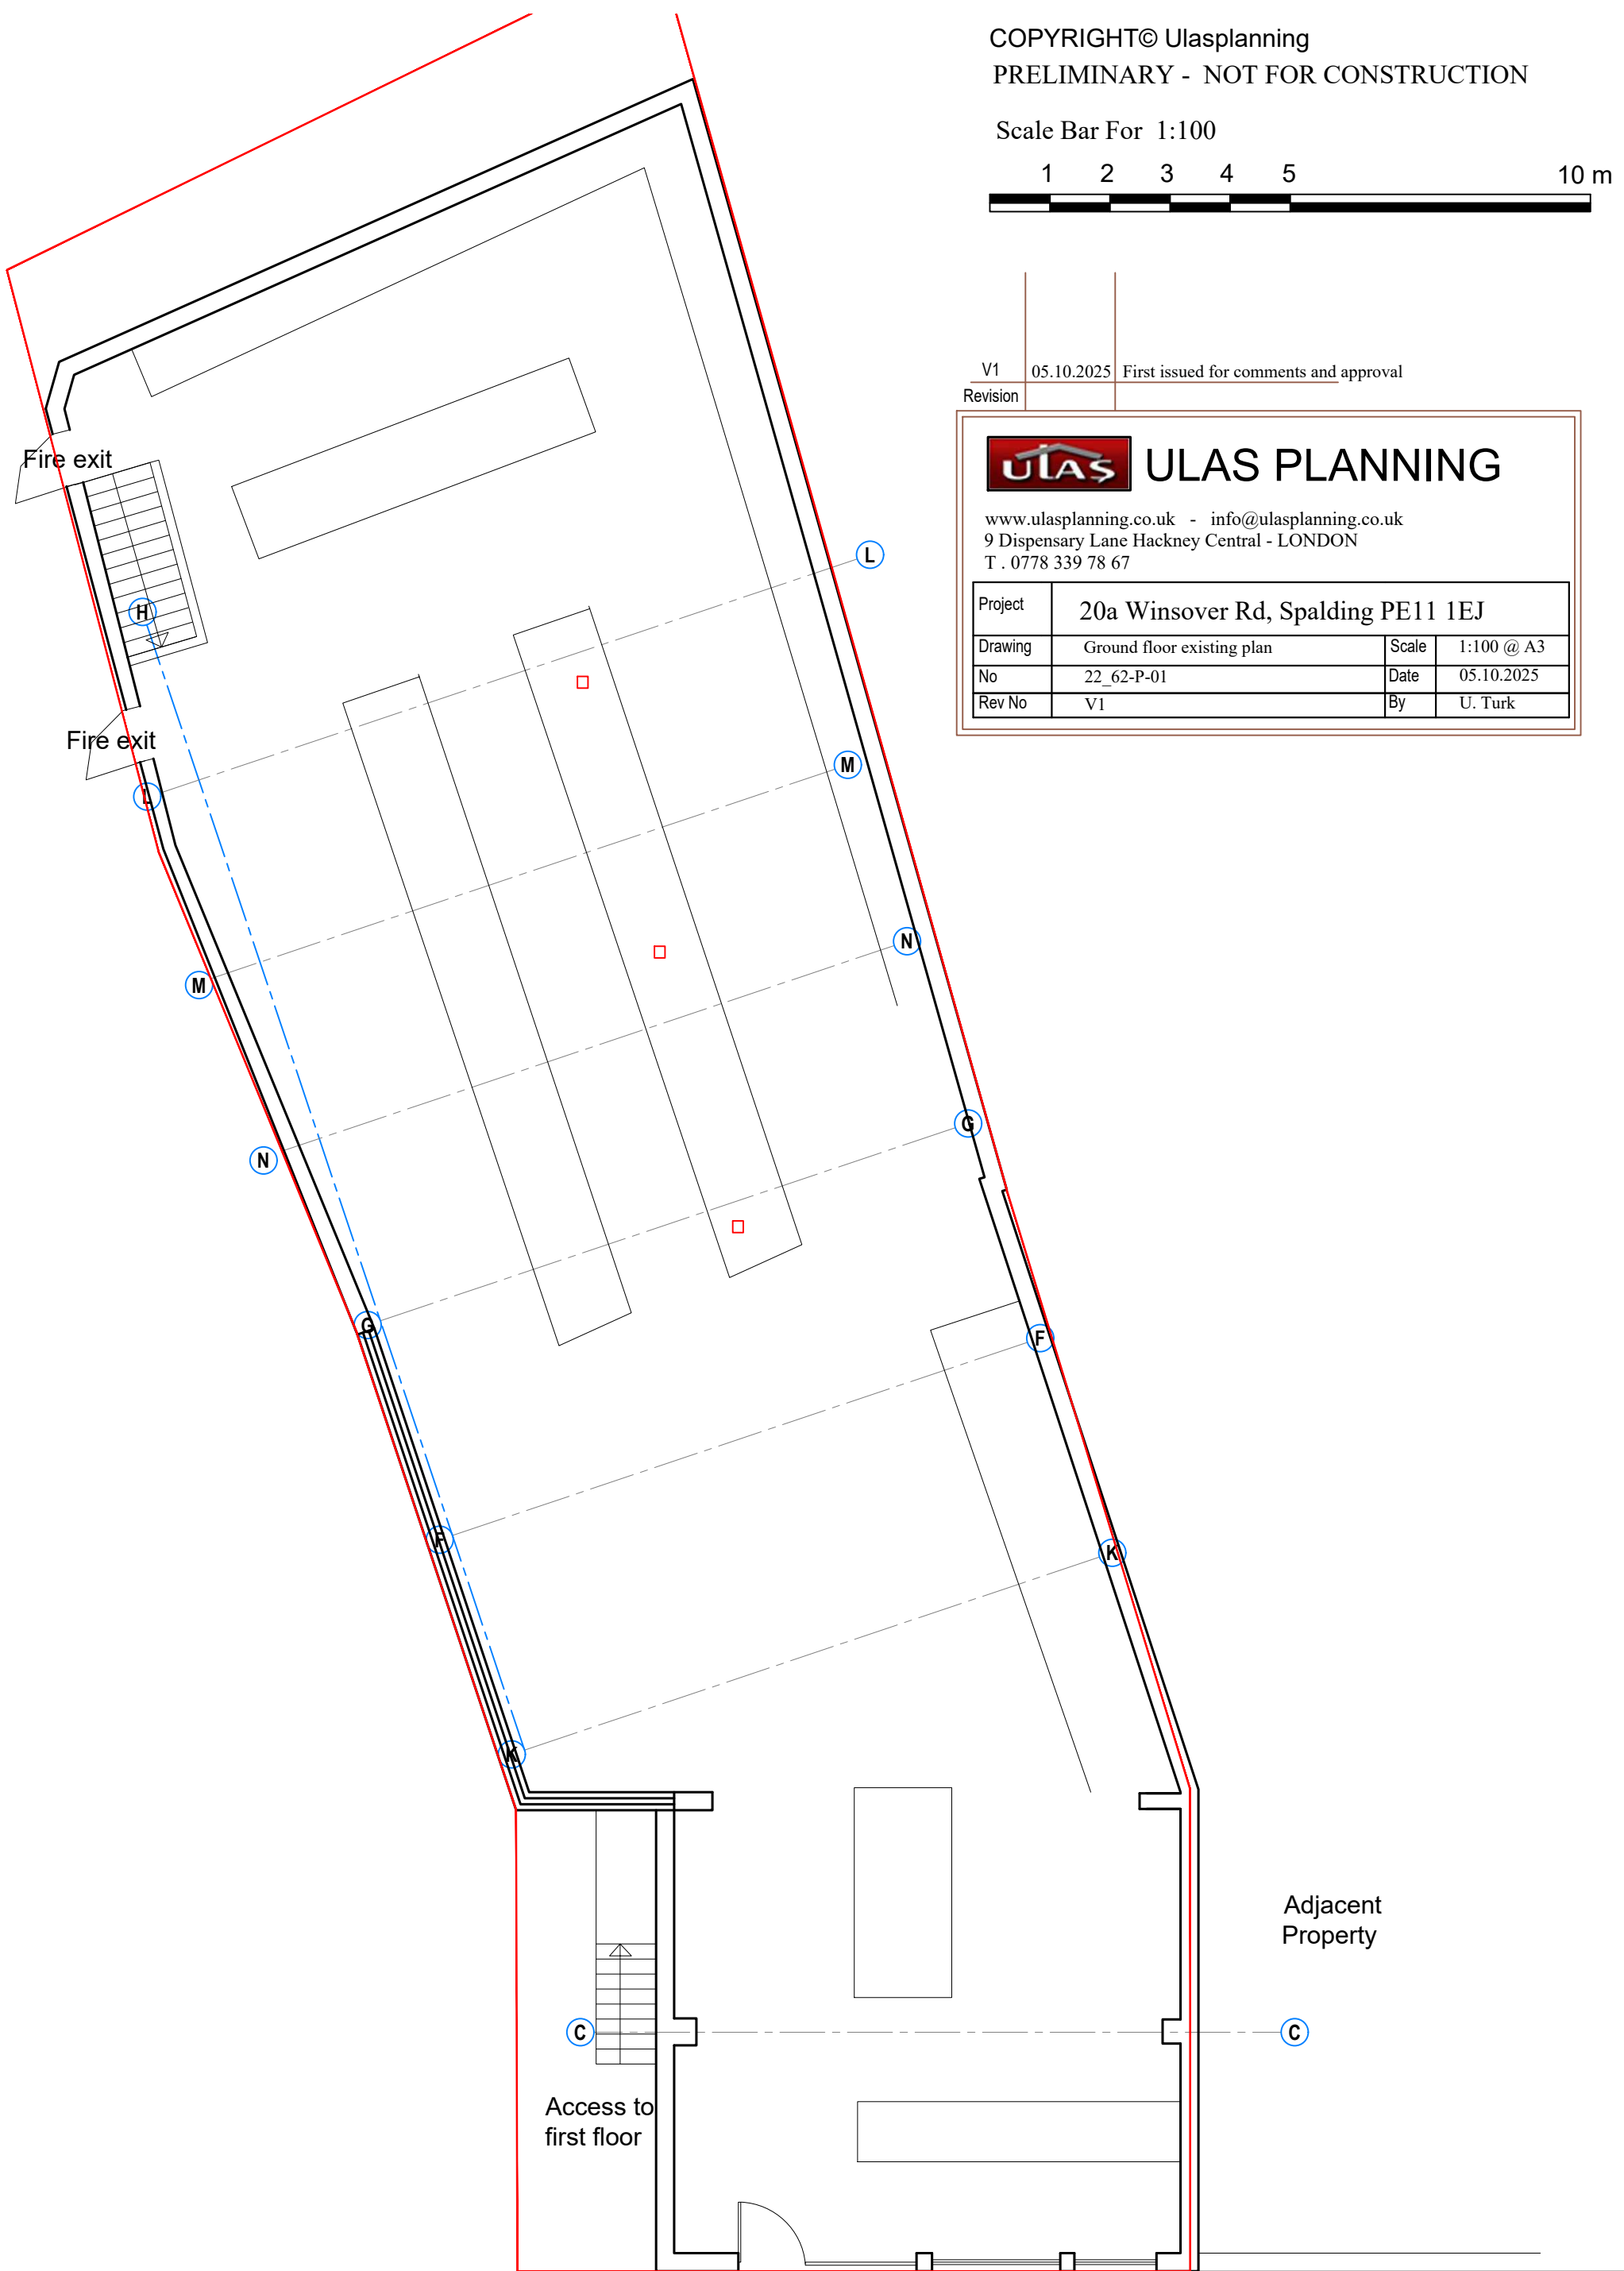 COPYRIGHT© Ulasplanning
PRELIMINARY - NOT FOR CONSTRUCTION
Scale Bar For 1:100
1 2 3 4 5 10 m
V1 05.10.2025 First issued for comments and approval
Revision
ULAŞ ULAS PLANNING
www.ulasplanning.co.uk - info@ulasplanning.co.uk
9 Dispensary Lane Hackney Central - LONDON
T . 0778 339 78 67
Project 20a Winsover Rd, Spalding PE11 1EJ
Drawing Ground floor existing plan Scale 1:100 @ A3
No 22_62-P-01 Date 05.10.2025
Rev No V1 By U. Turk
Fire exit
L
H
Fire exit
M
L
N
M
G
N
G
F
F
K
K
Adjacent
Property
C C
Access to
first floor